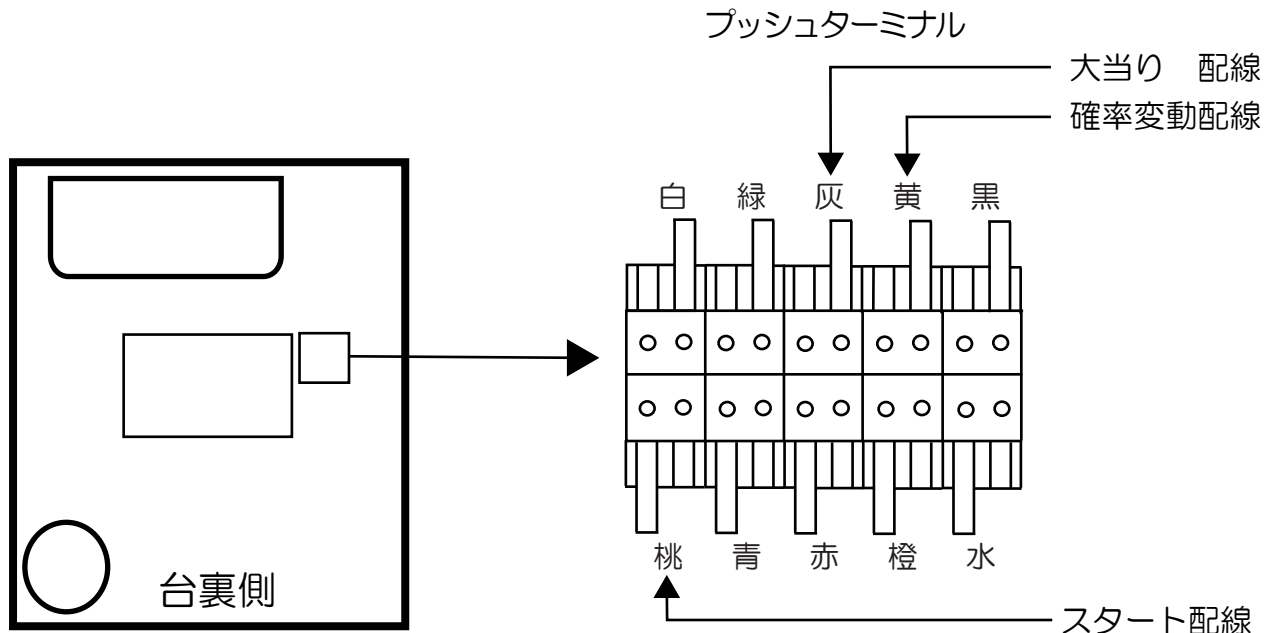 プッシュターミナル
大当り　配線
確率変動配線
白 緑 灰 黄 黒
桃 青 赤 橙 水
台裏側
スタート配線